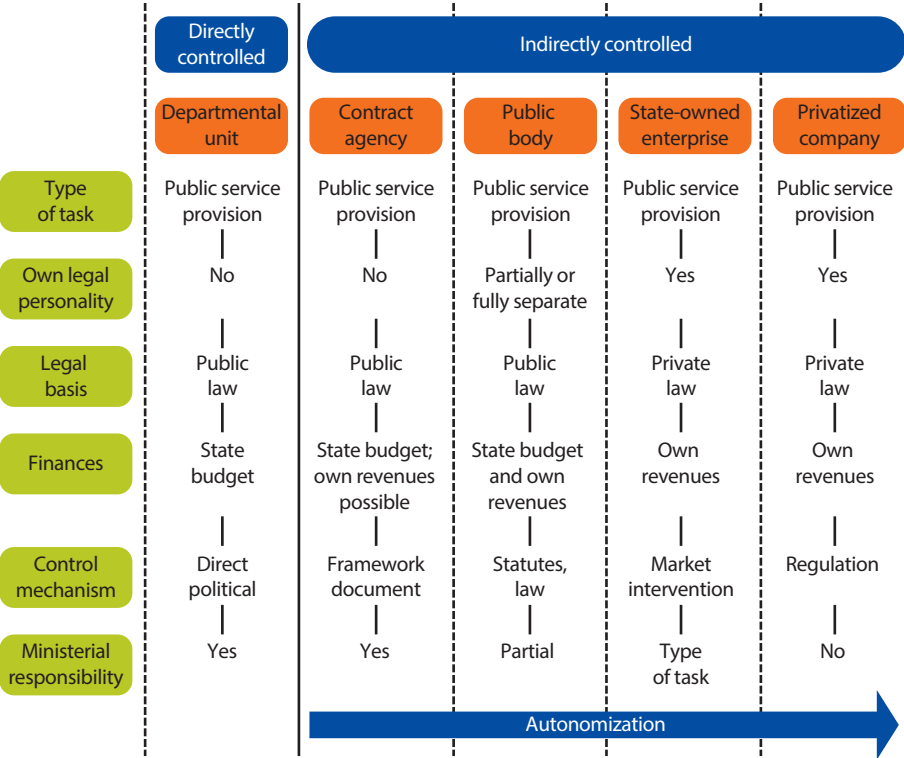 Directly
controlled
Indirectly controlled
Departmental
unit
Contract
agency
Public
body
State-owned
enterprise
Privatized
company
Type
of task
Public service
provision
Public service
provision
Public service
provision
Public service
provision
Public service
provision
Own legal
personality
No
No
Partially or
fully separate
Yes
Yes
Legal
basis
Public
law
Public
law
Public
law
Private
law
Private
law
Finances
State
budget
State budget;
own revenues
possible
State budget
and own
revenues
Own
revenues
Own
revenues
Control
mechanism
Direct
political
Framework
document
Statutes,
law
Market
intervention
Regulation
Ministerial
responsibility
Yes
Yes
Partial
Type
of task
No
Autonomization